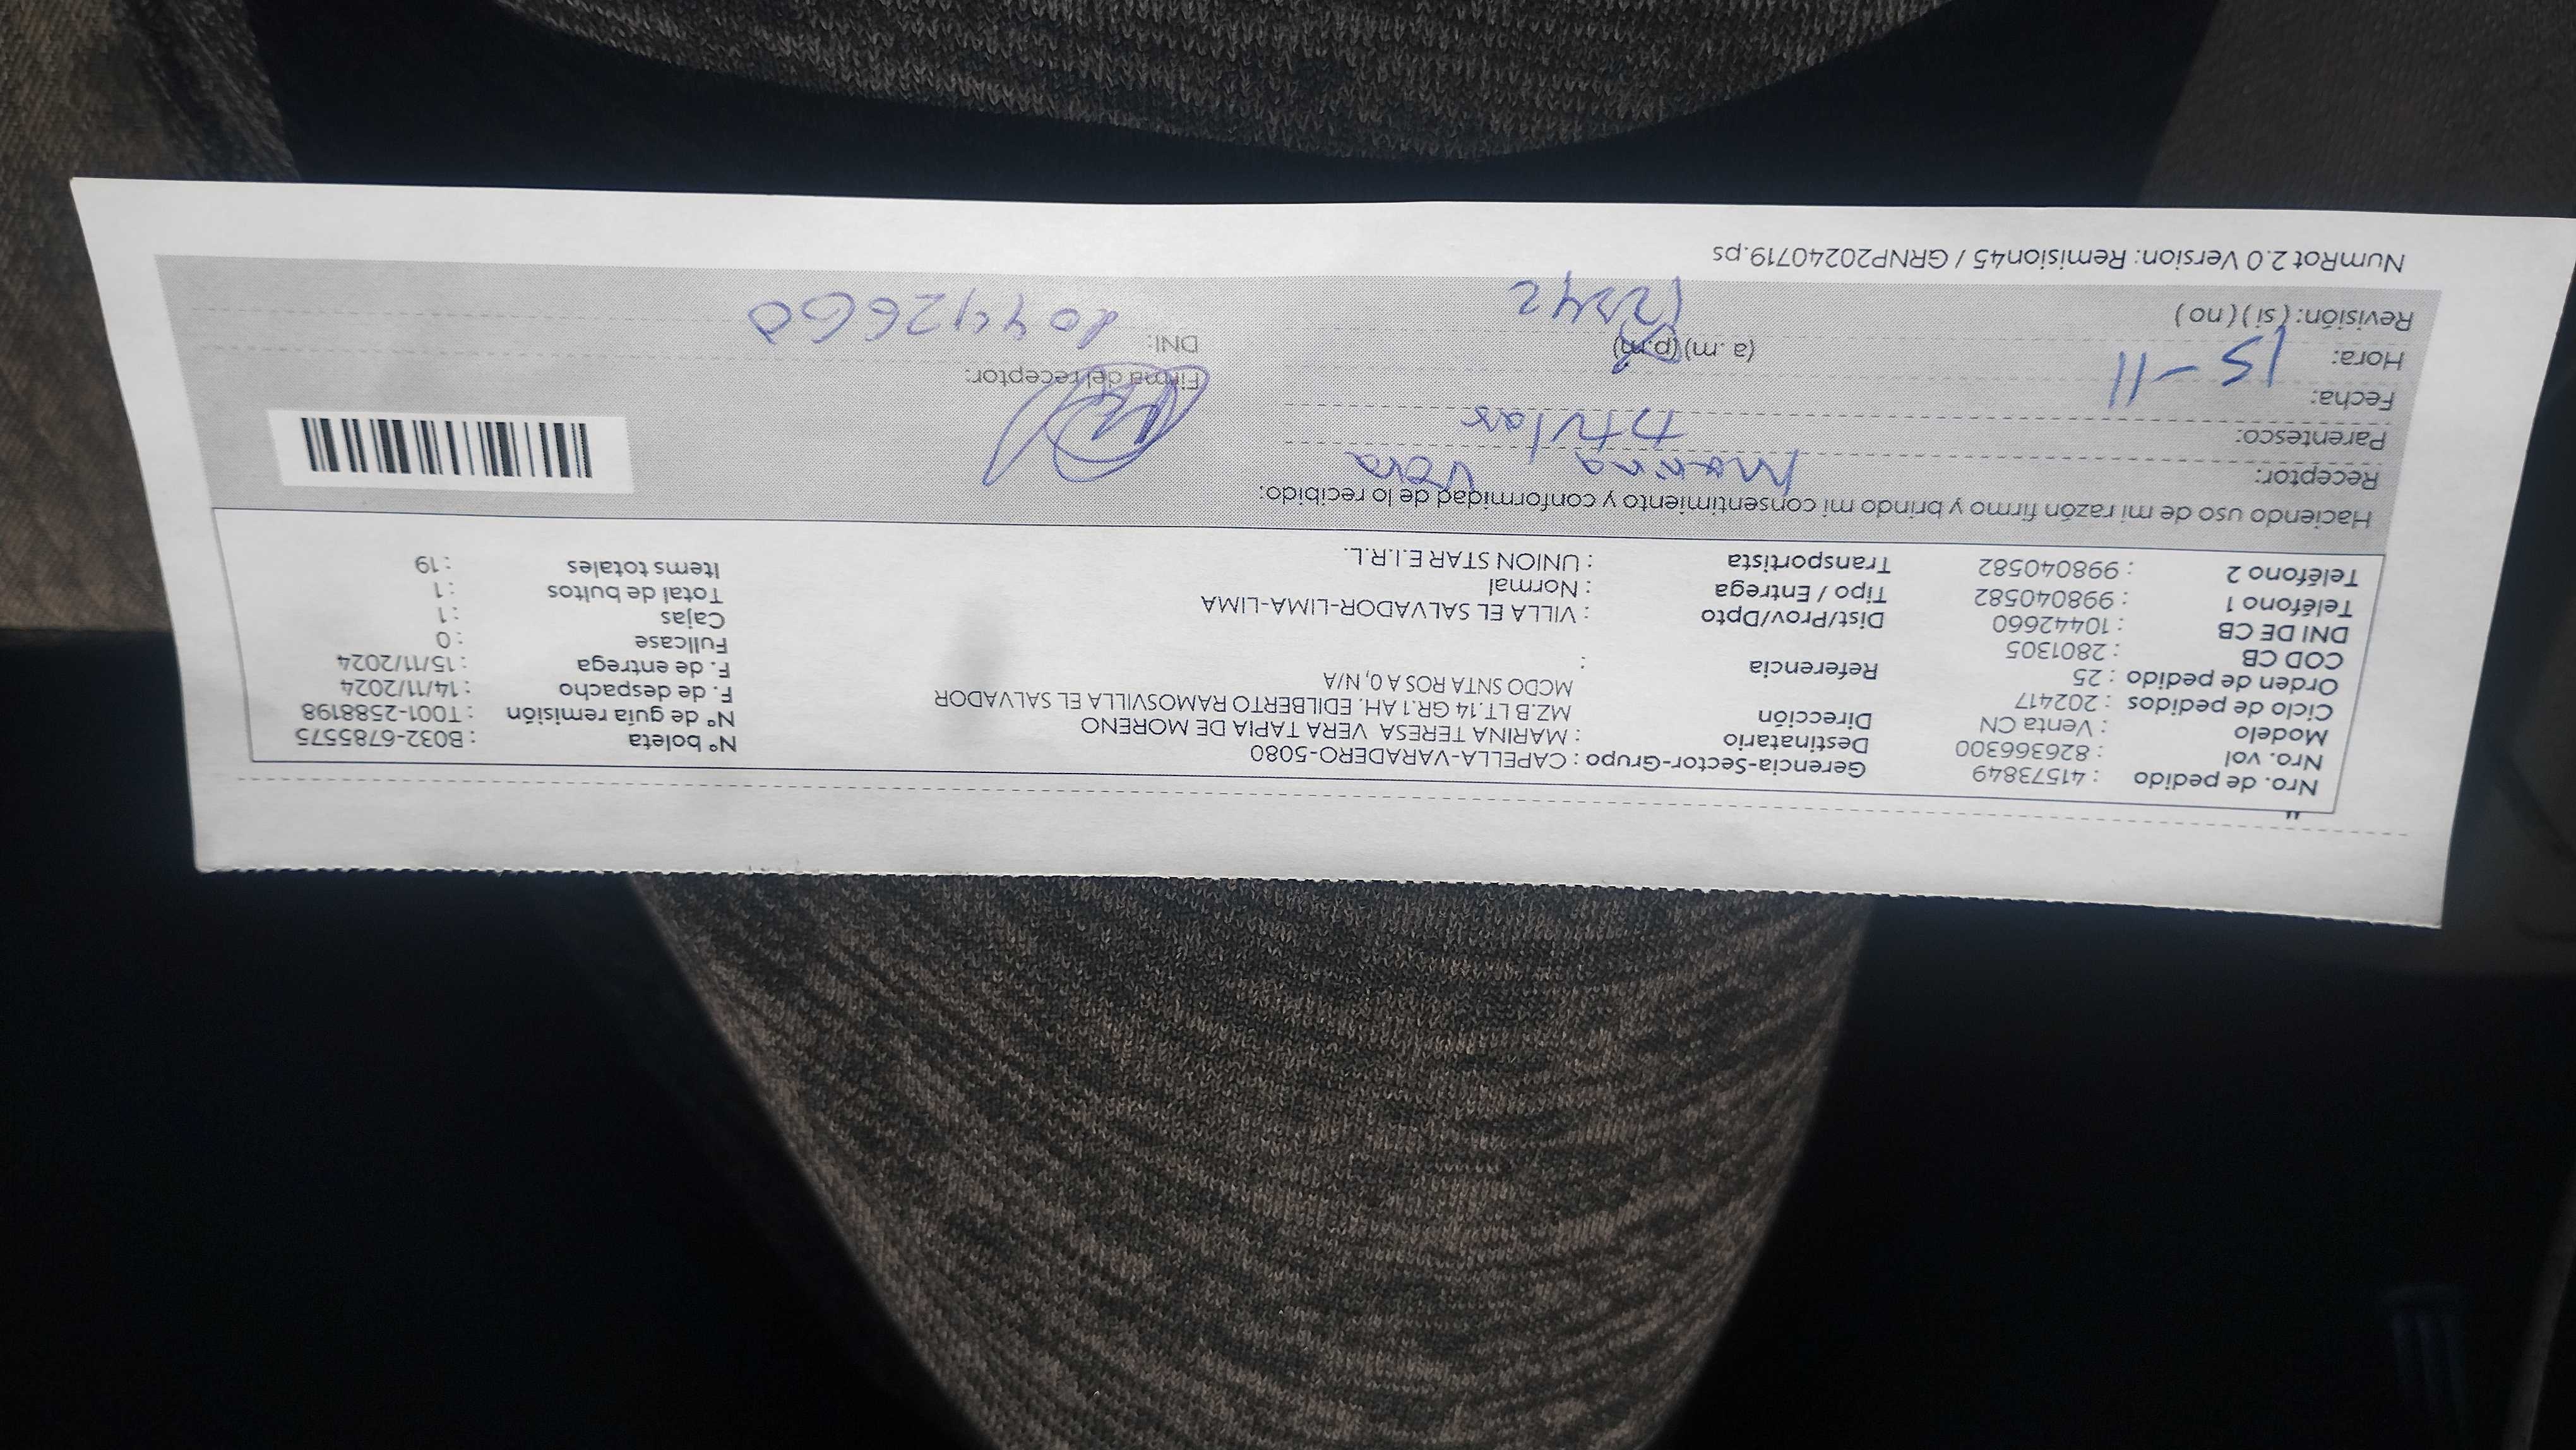 Nro. de pedido : 41573849 Gerencia-Sector-Grupo : CAPELLA-VARADERO-5080 N° boleta : B032-6785575
Nro. vol : 826366300 Destinatario : MARINA TERESA VERA TAPIA DE MORENO N° de guía remisión : T001-2588198
Modelo : Venta CN Dirección MZ.B LT.14 GR.1 AH. EDILBERTO RAMOSVILLA EL SALVADOR F. de despacho : 14/11/2024
Ciclo de pedidos : 202417 MCDO SNTA ROS A 0, N/A F. de entrega : 15/11/2024
Orden de pedido : 25 Referencia : Fullcase : 0
COD CB : 2801305 Dist/Prov/Dpto : VILLA EL SALVADOR-LIMA-LIMA Cajas : 1
DNI DE CB : 10442660 Tipo / Entrega : Normal Total de bultos : 1
Teléfono 1 : 998040582 Transportista : UNION STAR E.I.R.L. Items totales : 19
Teléfono 2 : 998040582
Haciendo uso de mi razón firmo y brindo mi consentimiento y conformidad de lo recibido:
Receptor: Marina Vera
Parentesco: Titular
Fecha: 15-11 Firma del receptor:
Hora: (a.m) (p.m) DNI: 10442660
Revisión: ( si ) ( no )
NumRot 2.0 Version: Remision45 / GRNP20240719.ps